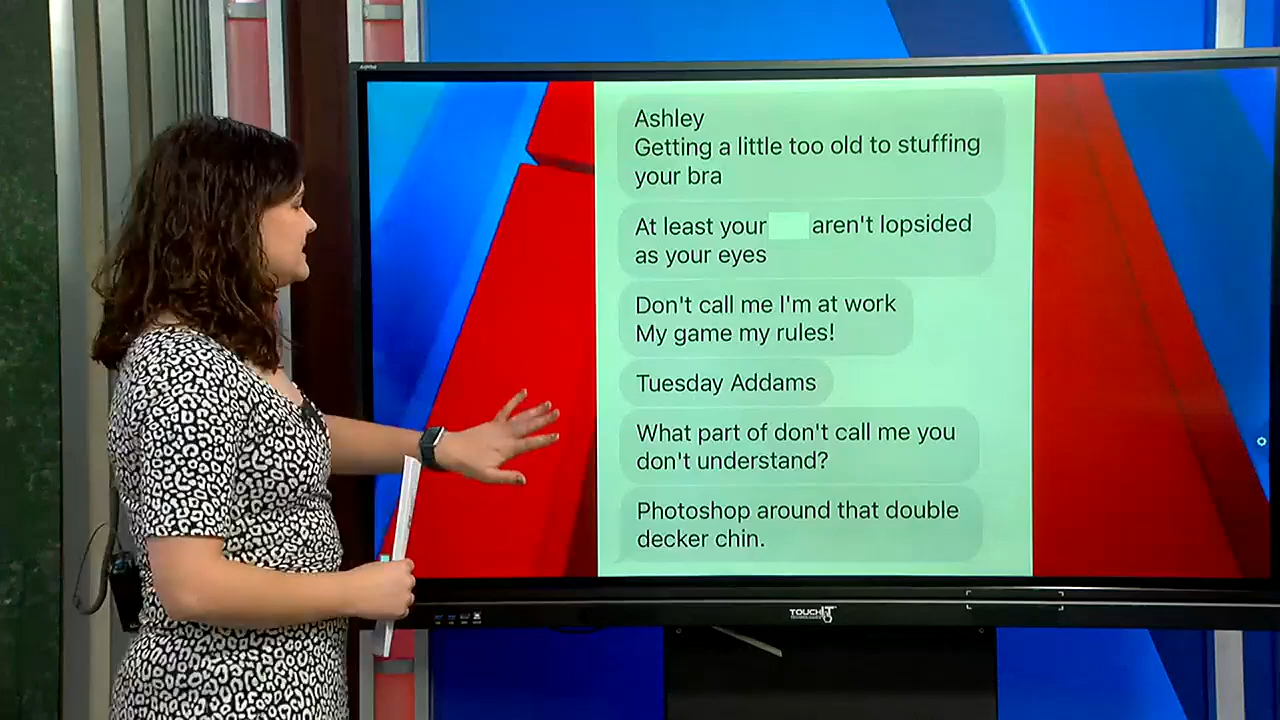 Ashley
Getting a little too old to stuffing
your bra
At least your aren't lopsided
as your eyes
Don't call me I'm at work
My game my rules!
Tuesday Addams
What part of don't call me you
don't understand?
Photoshop around that double
decker chin.
TOUCHIT